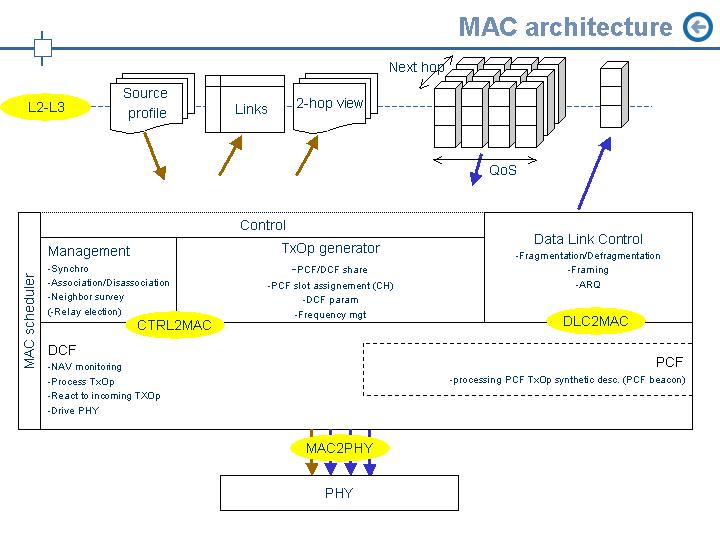 MAC architecture
Next hop
L2-L3
Source
profile
Links
2-hop view
QoS
MAC scheduler
Control
Management
-Synchro
-Association/Disassociation
-Neighbor survey
(-Relay election)
CTRL2MAC
TxOp generator
-PCF/DCF share
-PCF slot assignement (CH)
-DCF param
-Frequency mgt
Data Link Control
-Fragmentation/Defragmentation
-Framing
-ARQ
DLC2MAC
DCF
-NAV monitoring
-Process TxOp
-React to incoming TXOp
-Drive PHY
PCF
-processing PCF TxOp synthetic desc. (PCF beacon)
MAC2PHY
PHY